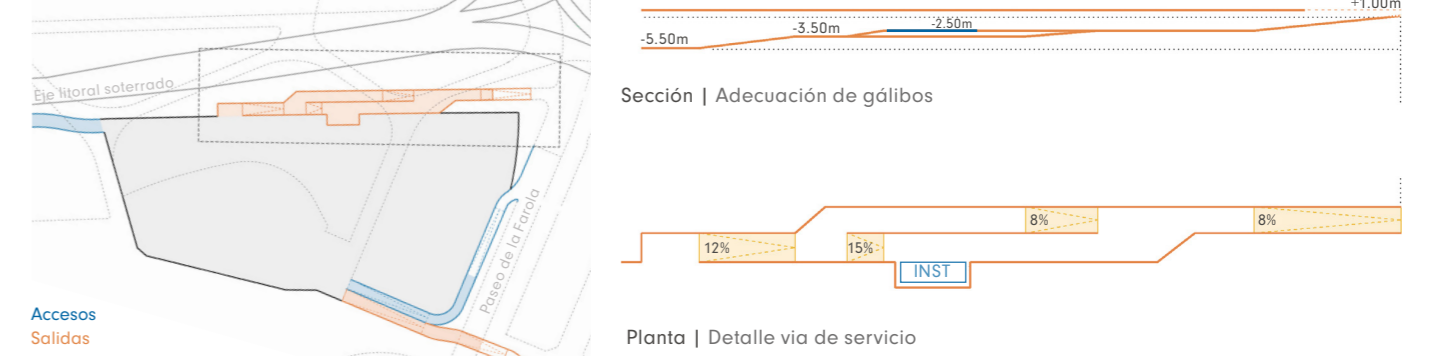 Eje litoral soterrado
Paseo de la Farola
Accesos
Salidas
+1.00m
-2.50m
-3.50m
-5.50m
Sección | Adecuación de gálibos
8%
8%
12%
15%
INST
Planta | Detalle via de servicio